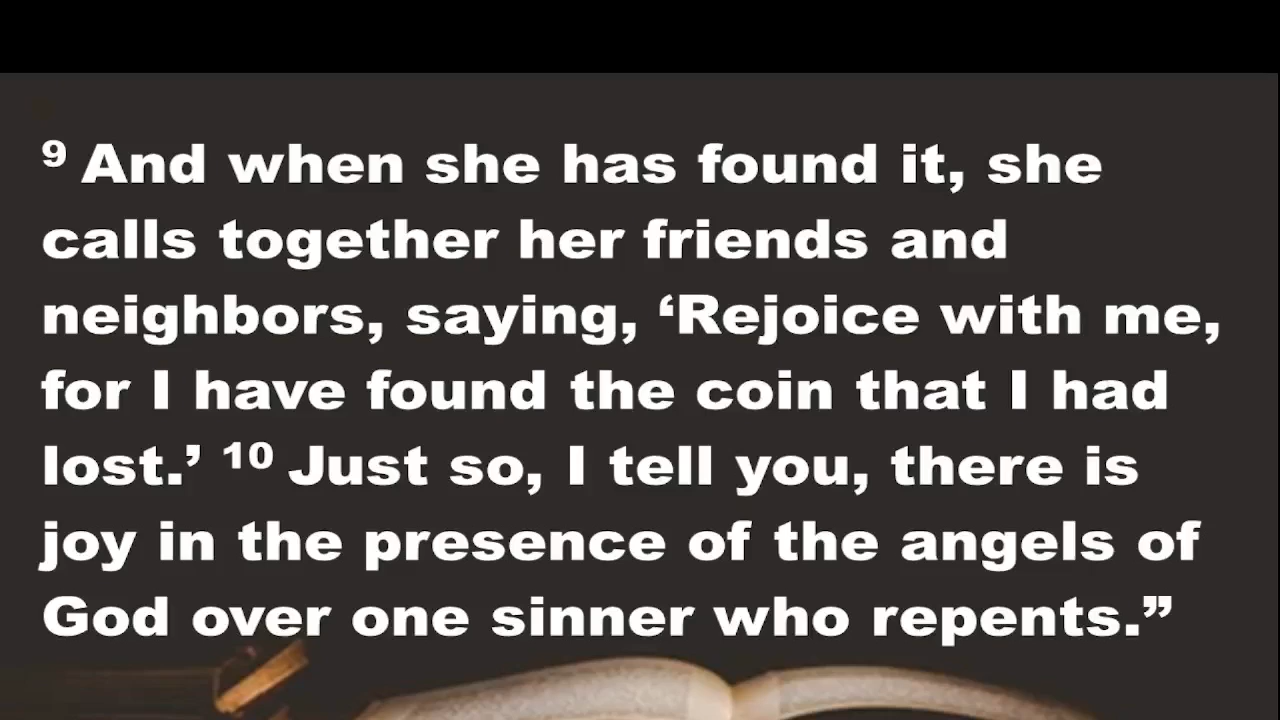 ⁹ And when she has found it, she
calls together her friends and
neighbors, saying, ‘Rejoice with me,
for I have found the coin that I had
lost.’ ¹⁰ Just so, I tell you, there is
joy in the presence of the angels of
God over one sinner who repents.”